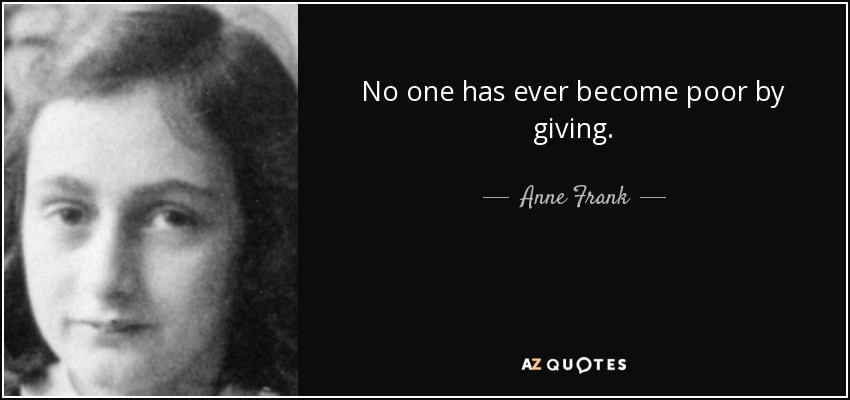 No one has ever become poor by
giving.
— Anne Frank —
AZ QUOTES